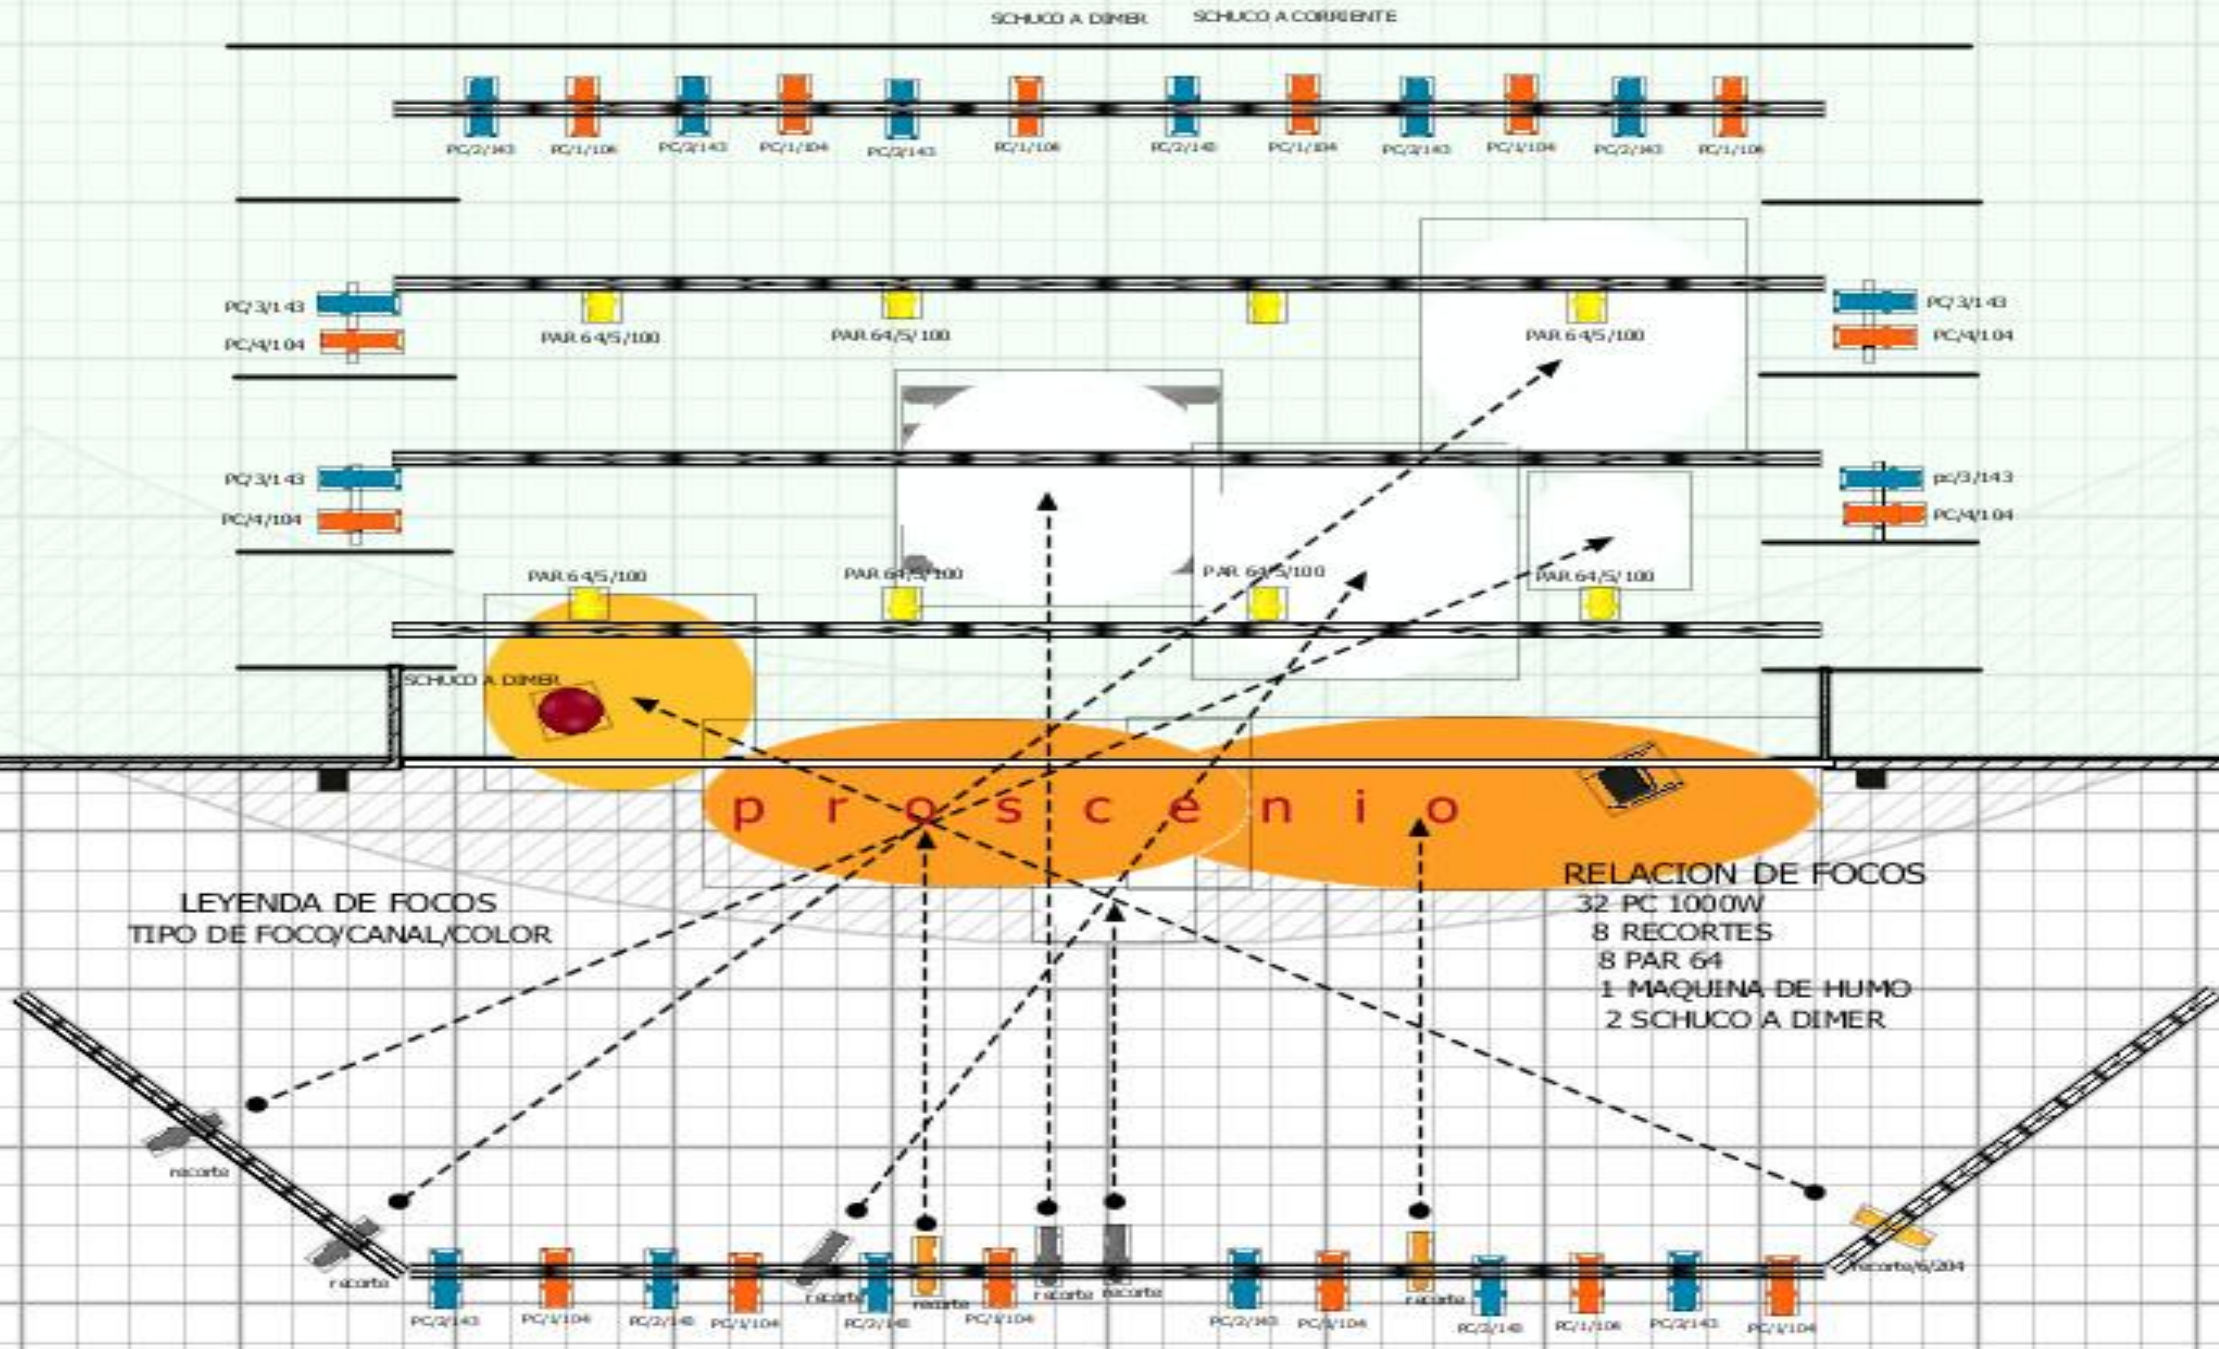 SCHUCO A DIMER SCHUCO A CORRIENTE
PC/2/143 PC/1/104 PC/2/143 PC/1/104 PC/2/143 PC/1/104 PC/2/143 PC/1/104 PC/2/143 PC/1/104 PC/2/143 PC/1/104
PC/3/143 PC/3/143
PC/4/104 PAR 64/5/100 PAR 64/5/100 PAR 64/5/100 PC/4/104
PC/3/143 pc/3/143
PC/4/104 PC/4/104
PAR 64/5/100 PAR 64/5/100 PAR 64/5/100 PAR 64/5/100
SCHUCO A DIMER
proscenio
LEYENDA DE FOCOS
TIPO DE FOCO/CANAL/COLOR
RELACION DE FOCOS
32 PC 1000W
8 RECORTES
8 PAR 64
1 MAQUINA DE HUMO
2 SCHUCO A DIMER
recorte
recorte recorte recorte recorte recorte recorte recorte/6/204
PC/2/143 PC/1/104 PC/2/143 PC/1/104 PC/2/143 PC/1/104 PC/2/143 PC/1/104 PC/2/143 PC/1/104 PC/2/143 PC/1/104